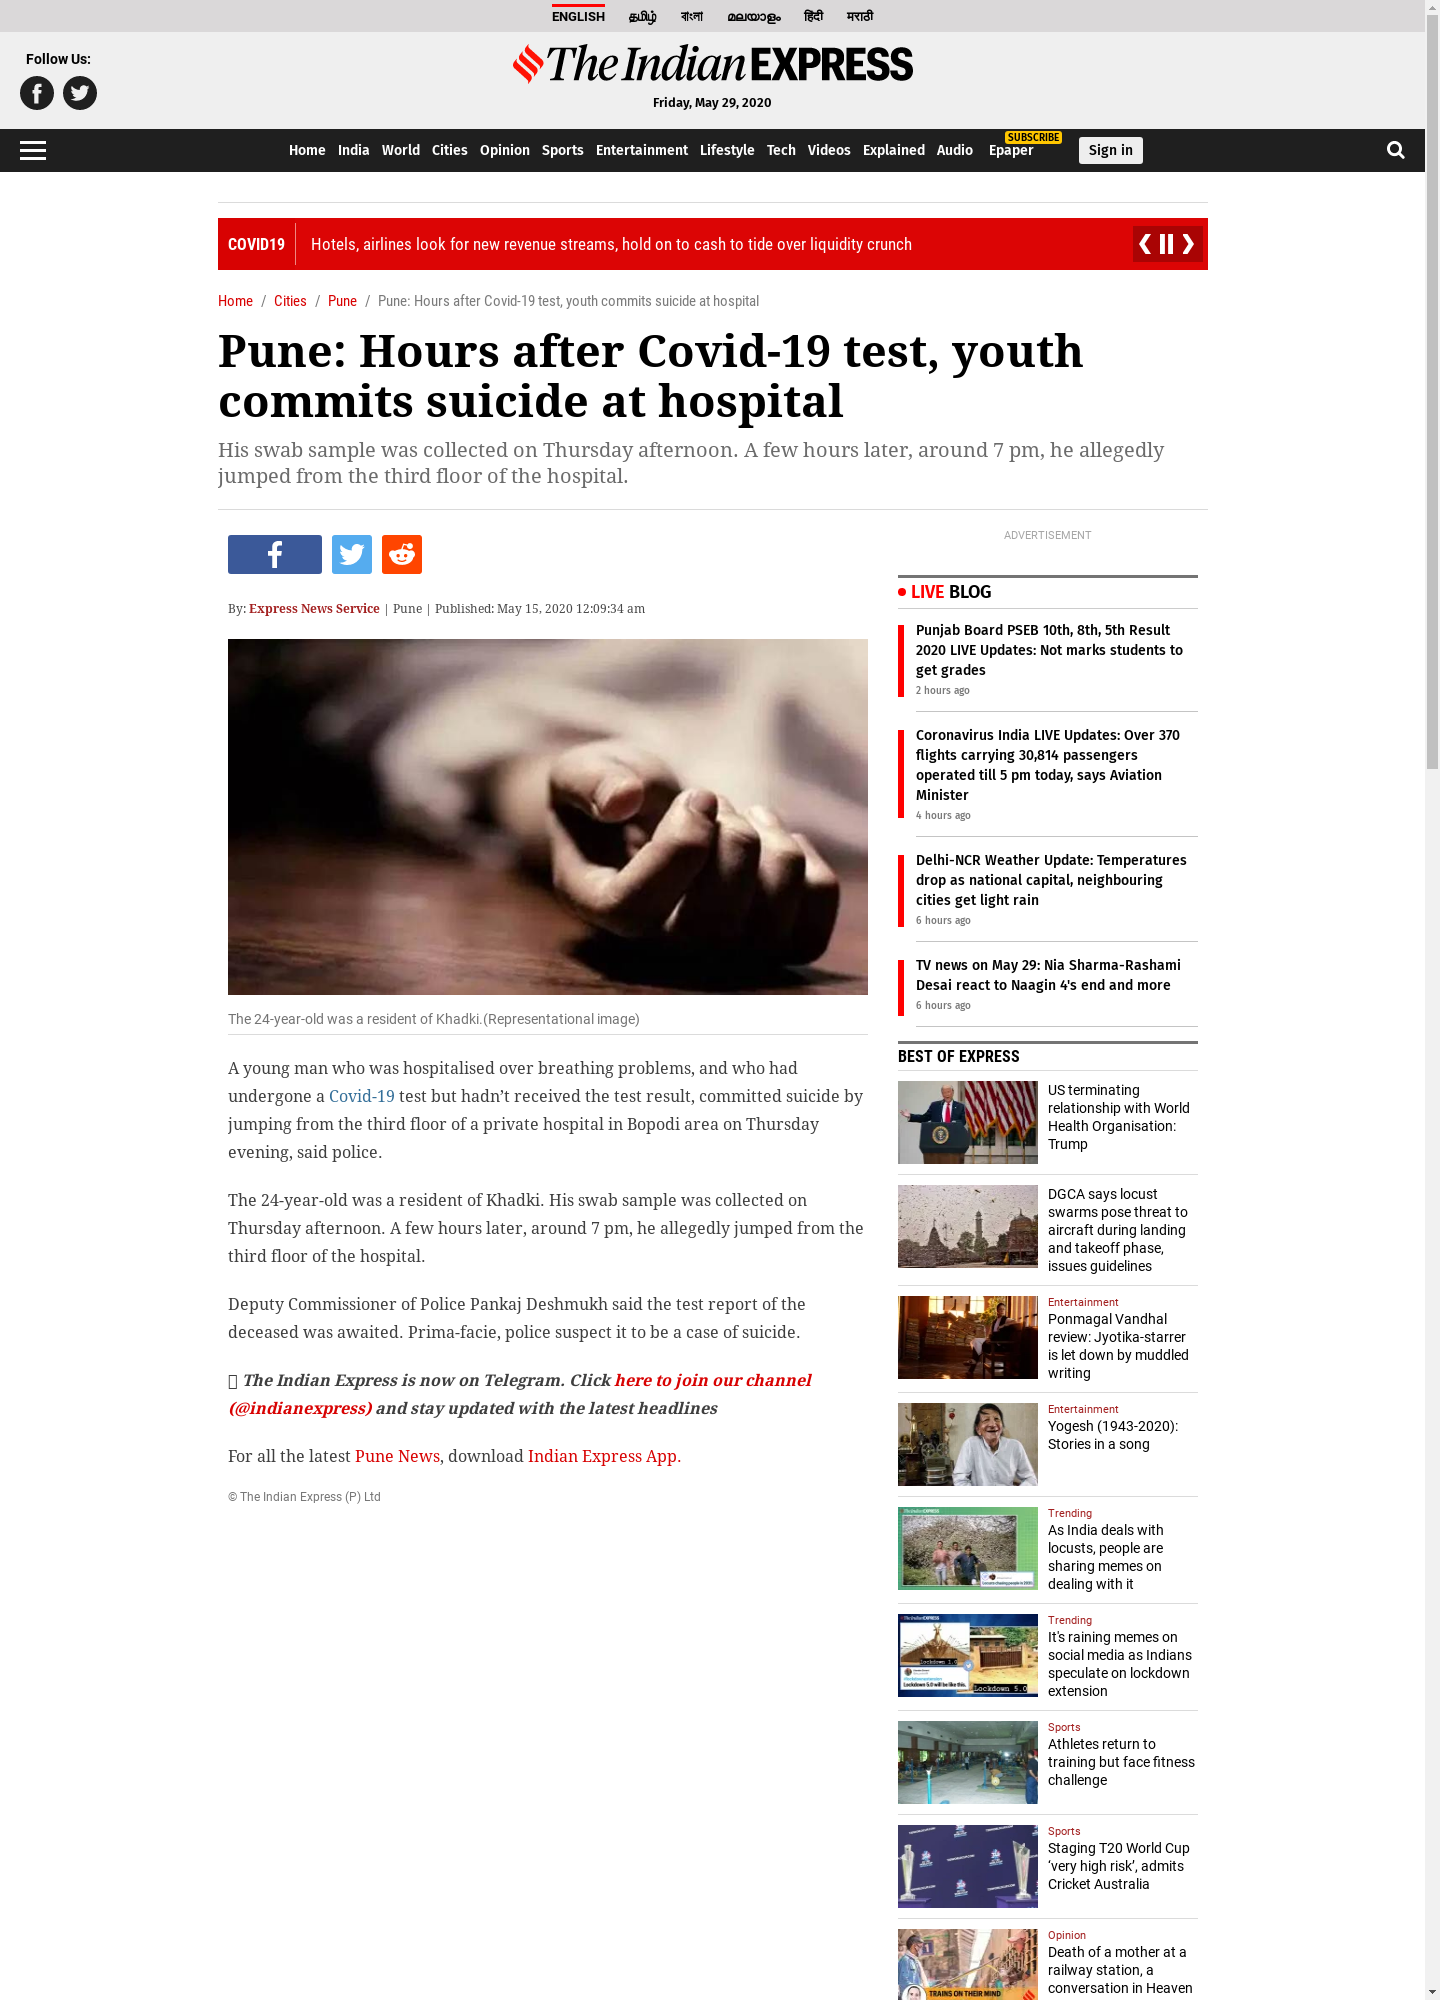 ENGLISH தமிழ் বাংলা മലയാളം हिंदी मराठी
Follow Us:
The Indian EXPRESS
Friday, May 29, 2020
Home India World Cities Opinion Sports Entertainment Lifestyle Tech Videos Explained Audio Epaper SUBSCRIBE Sign in
COVID19 Hotels, airlines look for new revenue streams, hold on to cash to tide over liquidity crunch
Home / Cities / Pune / Pune: Hours after Covid-19 test, youth commits suicide at hospital
Pune: Hours after Covid-19 test, youth
commits suicide at hospital
His swab sample was collected on Thursday afternoon. A few hours later, around 7 pm, he allegedly
jumped from the third floor of the hospital.
By: Express News Service | Pune | Published: May 15, 2020 12:09:34 am
The 24-year-old was a resident of Khadki.(Representational image)
A young man who was hospitalised over breathing problems, and who had
undergone a Covid-19 test but hadn’t received the test result, committed suicide by
jumping from the third floor of a private hospital in Bopodi area on Thursday
evening, said police.
The 24-year-old was a resident of Khadki. His swab sample was collected on
Thursday afternoon. A few hours later, around 7 pm, he allegedly jumped from the
third floor of the hospital.
Deputy Commissioner of Police Pankaj Deshmukh said the test report of the
deceased was awaited. Prima-facie, police suspect it to be a case of suicide.
The Indian Express is now on Telegram. Click here to join our channel
(@indianexpress) and stay updated with the latest headlines
For all the latest Pune News, download Indian Express App.
© The Indian Express (P) Ltd
ADVERTISEMENT
LIVE BLOG
Punjab Board PSEB 10th, 8th, 5th Result
2020 LIVE Updates: Not marks students to
get grades
2 hours ago
Coronavirus India LIVE Updates: Over 370
flights carrying 30,814 passengers
operated till 5 pm today, says Aviation
Minister
4 hours ago
Delhi-NCR Weather Update: Temperatures
drop as national capital, neighbouring
cities get light rain
6 hours ago
TV news on May 29: Nia Sharma-Rashami
Desai react to Naagin 4's end and more
6 hours ago
BEST OF EXPRESS
US terminating
relationship with World
Health Organisation:
Trump
DGCA says locust
swarms pose threat to
aircraft during landing
and takeoff phase,
issues guidelines
Entertainment
Ponmagal Vandhal
review: Jyotika-starrer
is let down by muddled
writing
Entertainment
Yogesh (1943-2020):
Stories in a song
Trending
As India deals with
locusts, people are
sharing memes on
dealing with it
Locusts chasing people in 2020
Trending
It's raining memes on
social media as Indians
speculate on lockdown
extension
Lockdown 1.0
Lockdown 5.0 will be like this.
Lockdown 5.0
Sports
Athletes return to
training but face fitness
challenge
Sports
Staging T20 World Cup
‘very high risk’, admits
Cricket Australia
Opinion
Death of a mother at a
railway station, a
conversation in Heaven
TRAINS ON THEIR MIND